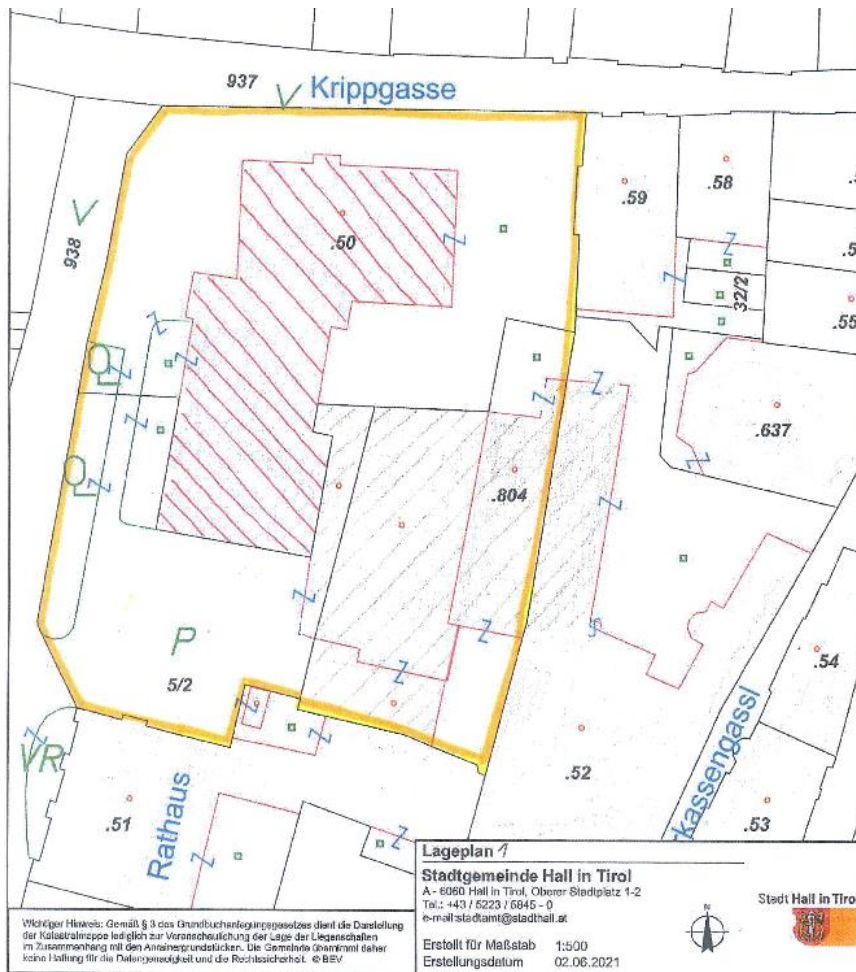 937
V Krippgasse
V
938
.50
.59
.58
32/2
.55
.637
.804
P
5/2
VR
.51
Rathaus
.52
.54
.53
rkassengassl
Lageplan 1
Stadtgemeinde Hall in Tirol
A - 6060 Hall in Tirol, Oberer Stadtplatz 1-2
Tel.: +43 / 5223 / 5845 - 0
e-mail:stadtamt@stadthall.at
Erstellt für Maßstab 1:500
Erstellungsdatum 02.06.2021
N
Stadt Hall in Tirol
Wichtiger Hinweis: Gemäß § 3 des Grundbuchanlegungsgesetzes dient die Darstellung
der Katastralmappe lediglich zur Veranschaulichung der Lage der Liegenschaften
im Zusammenhang mit den Anrainergrundstücken. Die Gemeinde übernimmt daher
keine Haftung für die Datengenauigkeit und die Rechtssicherheit. © BEV